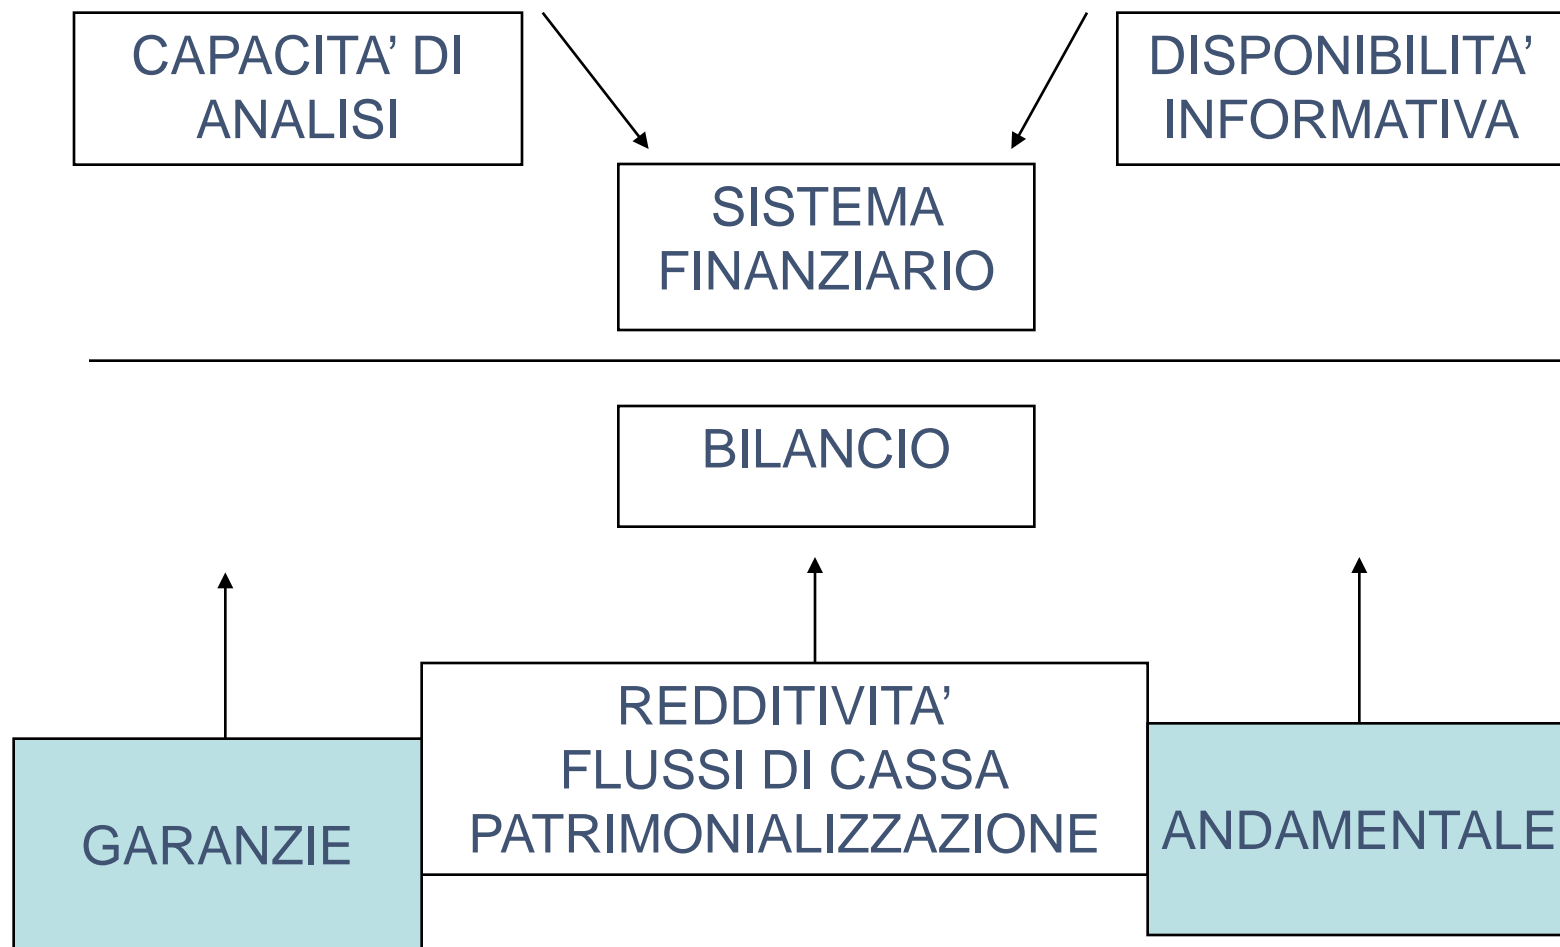 CAPACITA’ DI
ANALISI
DISPONIBILITA’
INFORMATIVA
SISTEMA
FINANZIARIO
BILANCIO
REDDITIVITA’
FLUSSI DI CASSA
PATRIMONIALIZZAZIONE
GARANZIE
ANDAMENTALE